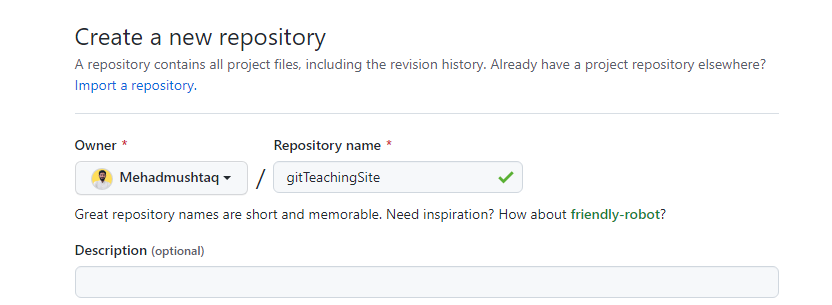 Create a new repository
A repository contains all project files, including the revision history. Already have a project repository elsewhere?
Import a repository.
Owner * Repository name *
Mehadmushtaq / gitTeachingSite
Great repository names are short and memorable. Need inspiration? How about friendly-robot?
Description (optional)